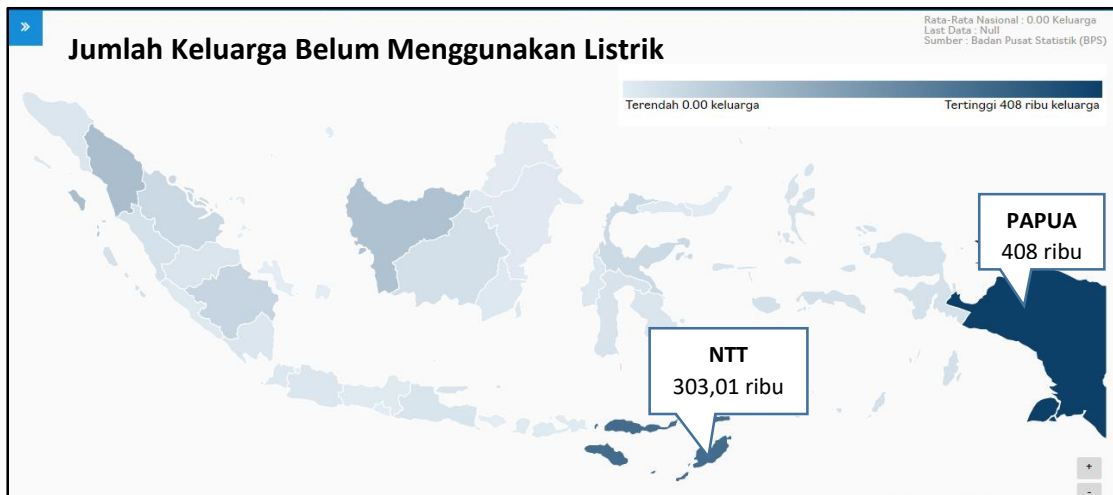 »
Jumlah Keluarga Belum Menggunakan Listrik
Rata-Rata Nasional : 0.00 Keluarga
Last Data : Null
Sumber : Badan Pusat Statistik (BPS)
Terendah 0.00 keluarga
Tertinggi 408 ribu keluarga
PAPUA
408 ribu
NTT
303,01 ribu
+
-